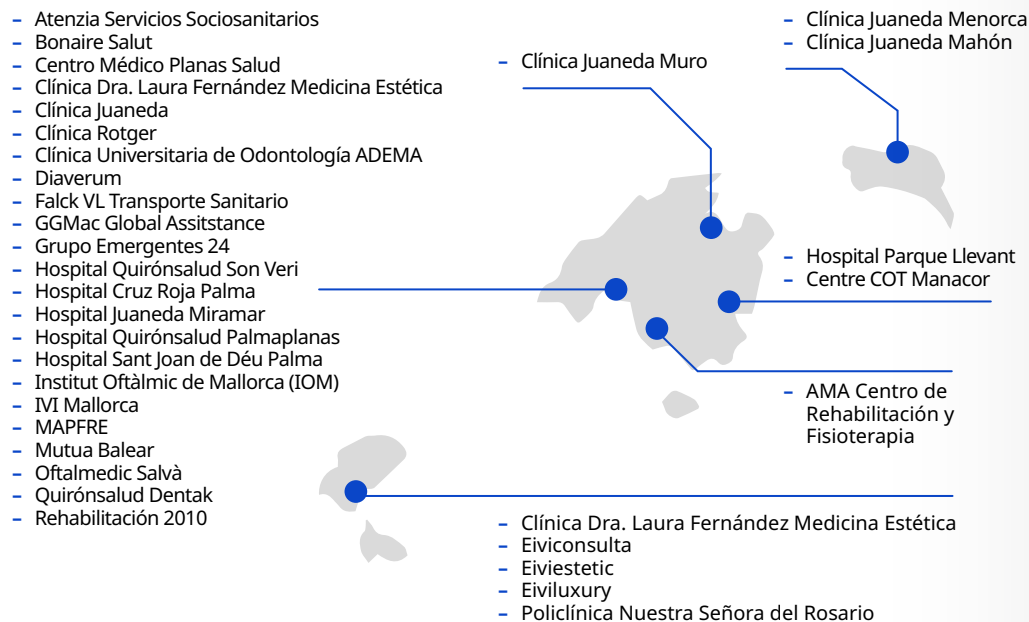 – Atenzia Servicios Sociosanitarios
– Bonaire Salut
– Centro Médico Planas Salud
– Clínica Dra. Laura Fernández Medicina Estética
– Clínica Juaneda
– Clínica Rotger
– Clínica Universitaria de Odontología ADEMA
– Diaverum
– Falck VL Transporte Sanitario
– GGMac Global Assitstance
– Grupo Emergentes 24
– Hospital Quirónsalud Son Veri
– Hospital Cruz Roja Palma
– Hospital Juaneda Miramar
– Hospital Quirónsalud Palmaplanas
– Hospital Sant Joan de Déu Palma
– Institut Oftàlmic de Mallorca (IOM)
– IVI Mallorca
– MAPFRE
– Mutua Balear
– Oftalmedic Salvà
– Quirónsalud Dentak
– Rehabilitación 2010
– Clínica Juaneda Muro
– Clínica Juaneda Menorca
– Clínica Juaneda Mahón
– Hospital Parque Llevant
– Centre COT Manacor
– AMA Centro de
Rehabilitación y
Fisioterapia
– Clínica Dra. Laura Fernández Medicina Estética
– Eiviconsulta
– Eiviestetic
– Eiviluxury
– Policlínica Nuestra Señora del Rosario